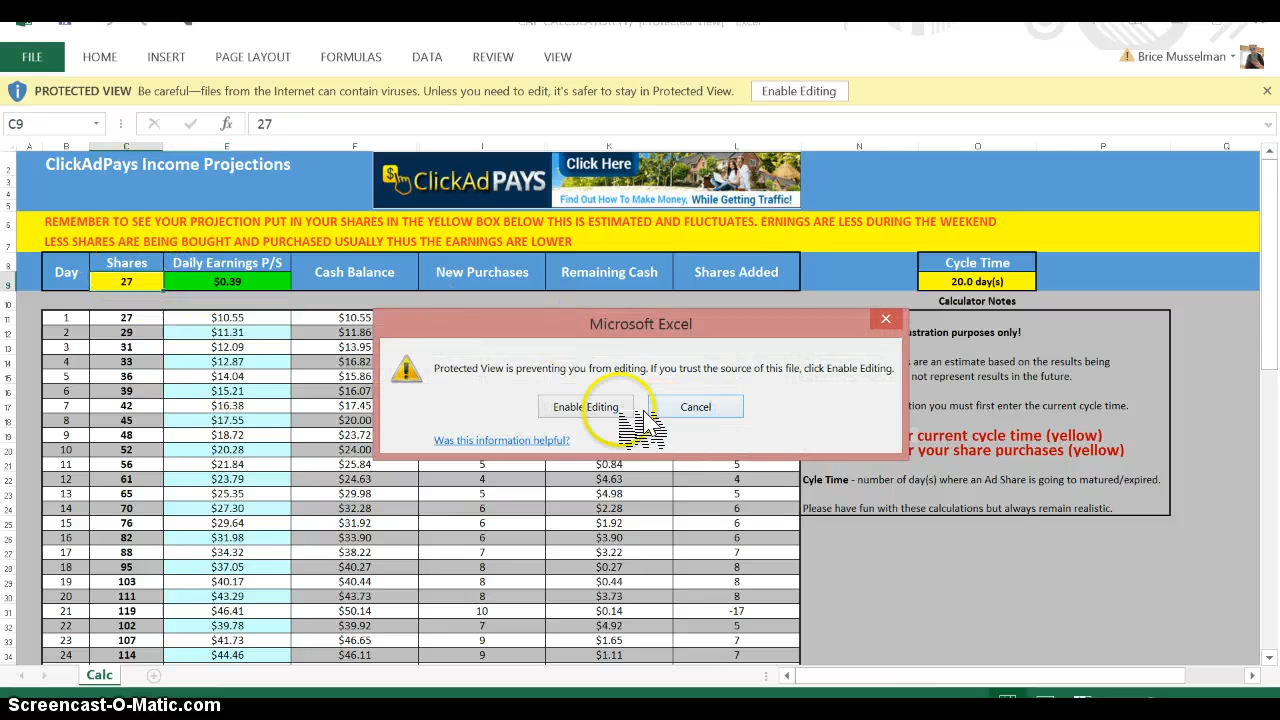 FILE HOME INSERT PAGE LAYOUT FORMULAS DATA REVIEW VIEW Brice Musselman
PROTECTED VIEW Be careful—files from the Internet can contain viruses. Unless you need to edit, it's safer to stay in Protected View. Enable Editing
C9 fx 27
A B C E F I K L N O P Q
ClickAdPays Income Projections
ClickAdPAYS
Click Here
Find Out How To Make Money, While Getting Traffic!
REMEMBER TO SEE YOUR PROJECTION PUT IN YOUR SHARES IN THE YELLOW BOX BELOW THIS IS ESTIMATED AND FLUCTUATES. ERNINGS ARE LESS DURING THE WEEKEND
LESS SHARES ARE BEING BOUGHT AND PURCHASED USUALLY THUS THE EARNINGS ARE LOWER
Day Shares Daily Earnings P/S Cash Balance New Purchases Remaining Cash Shares Added Cycle Time
27 $0.39 20.0 day(s)
Calculator Notes
1 27 $10.55 $10.55
2 29 $11.31 $11.86
3 31 $12.09 $13.95
4 33 $12.87 $16.82
5 36 $14.04 $15.86
6 39 $15.21 $16.07
7 42 $16.38 $17.45
8 45 $17.55 $20.00
9 48 $18.72 $23.72
10 52 $20.28 $24.00
11 56 $21.84 $25.84 5 $0.84 5
12 61 $23.79 $24.63 4 $4.63 4
13 65 $25.35 $29.98 5 $4.98 5
14 70 $27.30 $32.28 6 $2.28 6
15 76 $29.64 $31.92 6 $1.92 6
16 82 $31.98 $33.90 6 $3.90 6
17 88 $34.32 $38.22 7 $3.22 7
18 95 $37.05 $40.27 8 $0.27 8
19 103 $40.17 $40.44 8 $0.44 8
20 111 $43.29 $43.73 8 $3.73 8
21 119 $46.41 $50.14 10 $0.14 -17
22 102 $39.78 $39.92 7 $4.92 5
23 107 $41.73 $46.65 9 $1.65 7
24 114 $44.46 $46.11 9 $1.11 7
Microsoft Excel
Protected View is preventing you from editing. If you trust the source of this file, click Enable Editing.
Enable Editing Cancel
Was this information helpful?
ustration purposes only!
are an estimate based on the results being
not represent results in the future.
ion you must first enter the current cycle time.
r current cycle time (yellow)
r your share purchases (yellow)
Cyle Time - number of day(s) where an Ad Share is going to matured/expired.
Please have fun with these calculations but always remain realistic.
Calc
Screencast-O-Matic.com